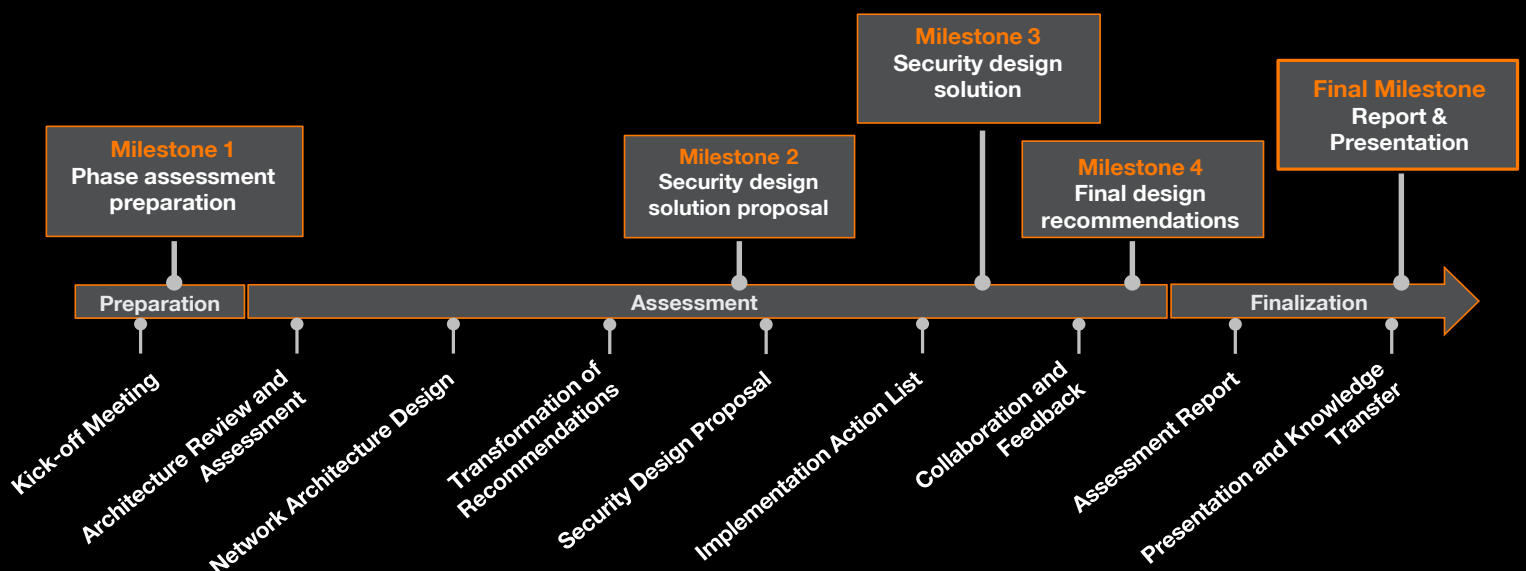 Milestone 3
Security design
solution
Final Milestone
Report &
Presentation
Milestone 1
Phase assessment
preparation
Milestone 2
Security design
solution proposal
Milestone 4
Final design
recommendations
Preparation
Assessment
Finalization
Kick-off Meeting
Architecture Review and
Assessment
Network Architecture Design
Transformation of
Recommendations
Security Design Proposal
Implementation Action List
Collaboration and
Feedback
Assessment Report
Presentation and Knowledge
Transfer